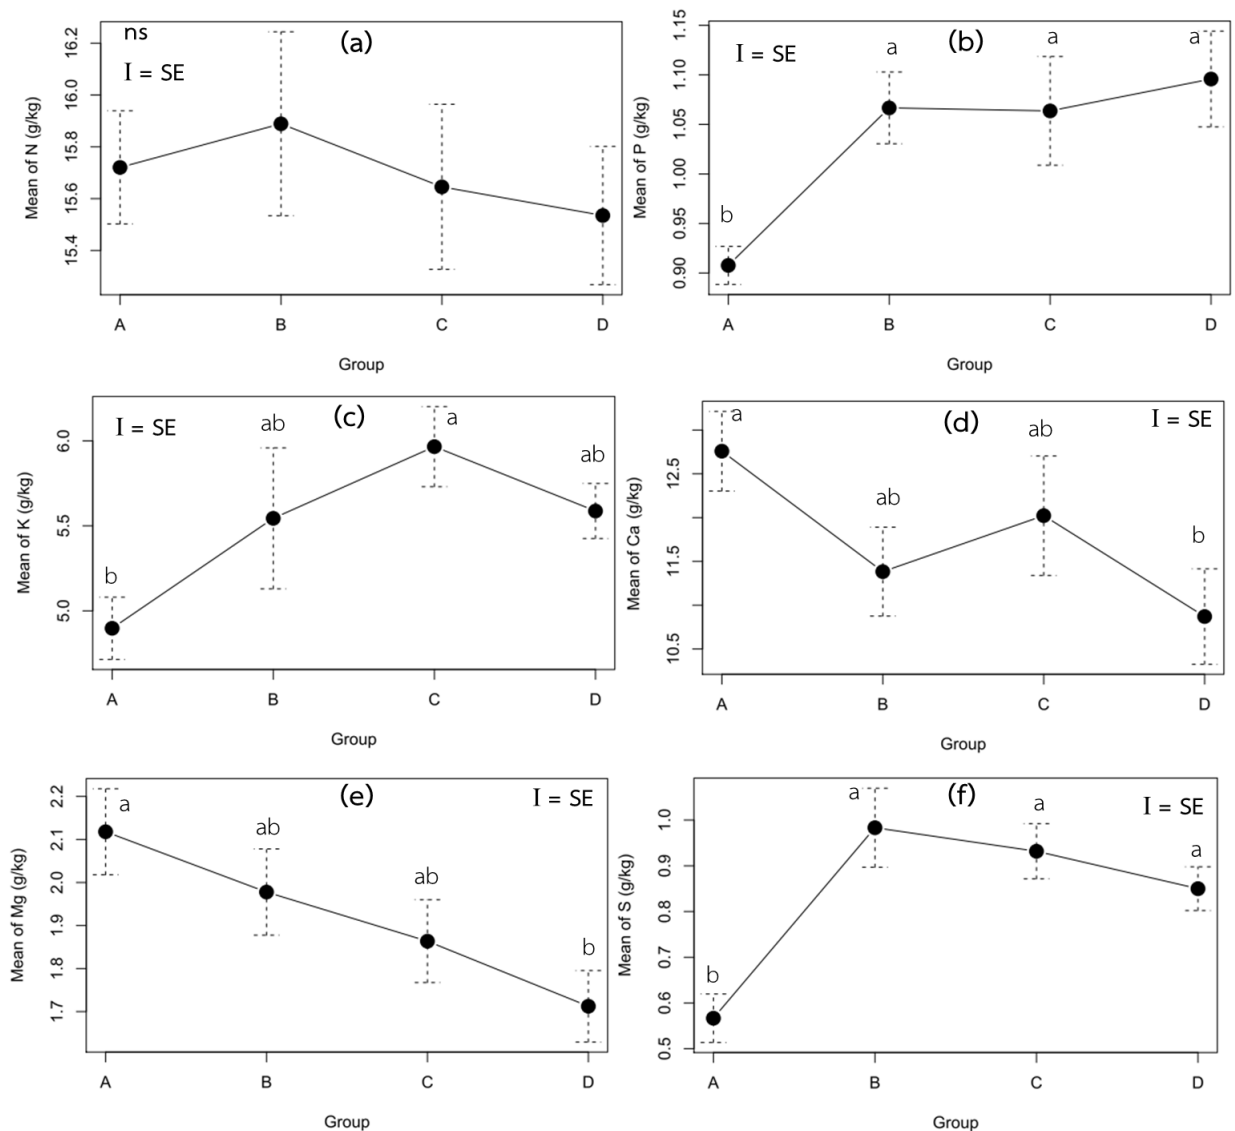 ns
I = SE
(a)
Mean of N (g/kg)
16.2
16.0
15.8
15.6
15.4
A B C D
Group
I = SE
(b)
a a a
b
Mean of P (g/kg)
1.15
1.10
1.05
1.00
0.95
0.90
A B C D
Group
I = SE
(c)
ab a ab
b
Mean of K (g/kg)
6.0
5.5
5.0
A B C D
Group
I = SE
(d)
a ab ab b
Mean of Ca (g/kg)
12.5
11.5
10.5
A B C D
Group
(e)
I = SE
a ab ab b
Mean of Mg (g/kg)
2.2
2.1
2.0
1.9
1.8
1.7
A B C D
Group
(f)
I = SE
a a a
b
Mean of S (g/kg)
1.0
0.9
0.8
0.7
0.6
0.5
A B C D
Group